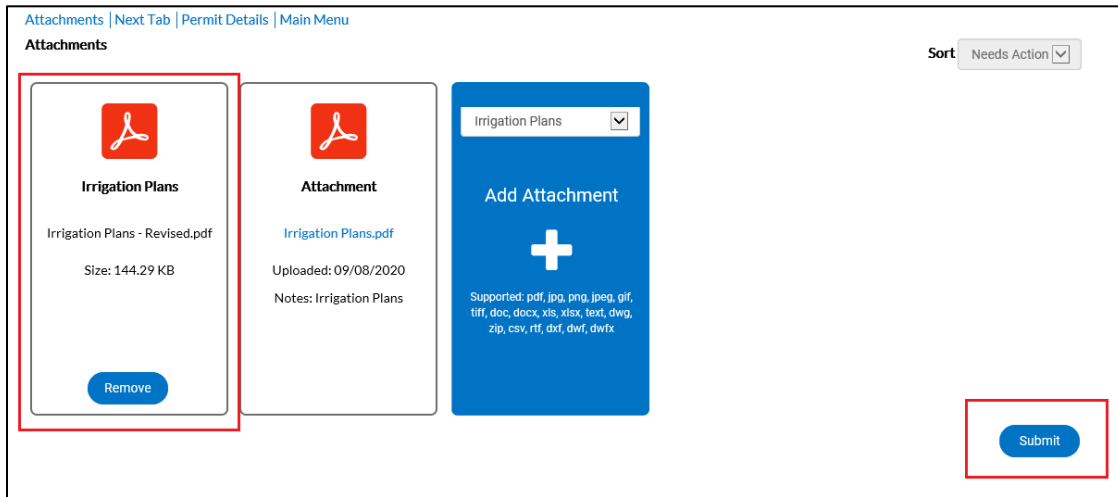 Attachments | Next Tab | Permit Details | Main Menu
Attachments
Sort Needs Action
Irrigation Plans
Irrigation Plans - Revised.pdf
Size: 144.29 KB
Remove
Attachment
Irrigation Plans.pdf
Uploaded: 09/08/2020
Notes: Irrigation Plans
Irrigation Plans
Add Attachment
Supported: pdf, jpg, png, jpeg, gif,
tiff, doc, docx, xls, xlsx, text, dwg,
zip, csv, rtf, dxf, dwf, dwfx
Submit